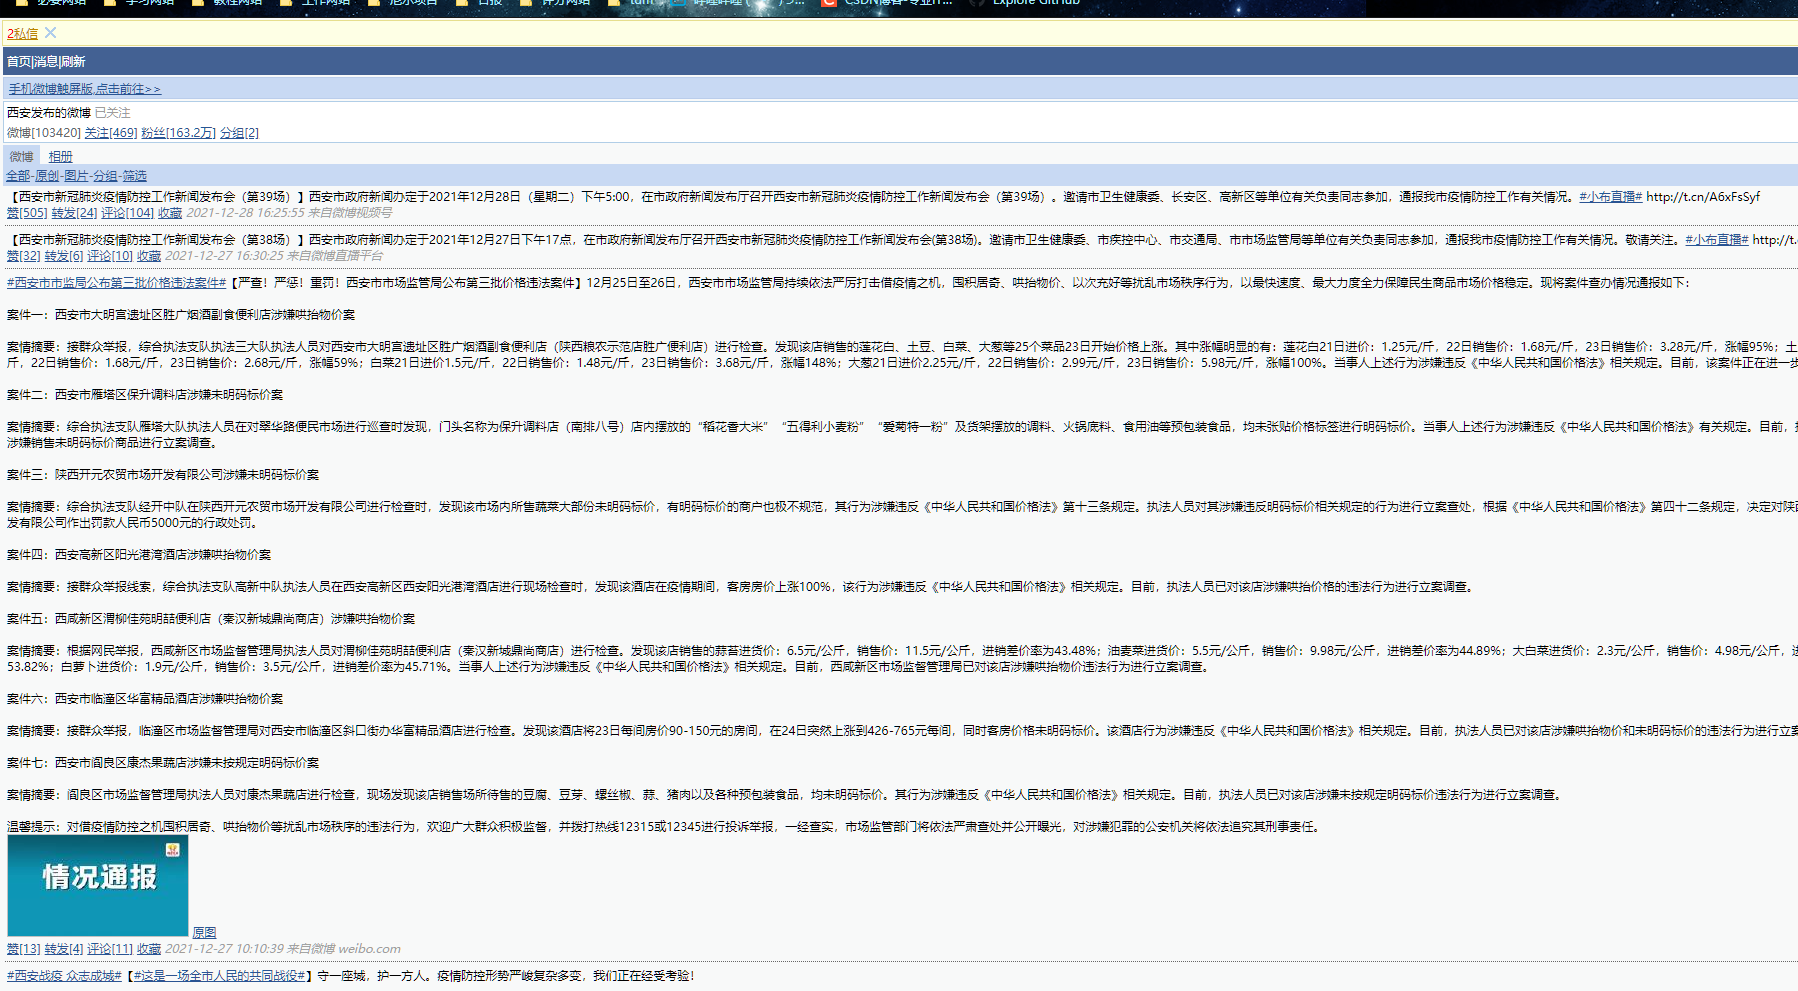 必要网站 学习网站 教程网站 工作网站 尼尔项目 日报 评分网站 Explore GitHub
2私信
首页|消息|刷新
手机微博触屏版,点击前往>>
西安发布的微博 已关注
微博[103420] 关注[469] 粉丝[163.2万] 分组[2]
微博 相册
全部-原创-图片-分组-筛选
【西安市新冠肺炎疫情防控工作新闻发布会（第39场）】西安市政府新闻办定于2021年12月28日（星期二）下午5:00，在市政府新闻发布厅召开西安市新冠肺炎疫情防控工作新闻发布会（第39场）。邀请市卫生健康委、长安区、高新区等单位有关负责同志参加，通报我市疫情防控工作有关情况。#小布直播# http://t.cn/A6xFsSyf
赞[505] 转发[24] 评论[104] 收藏 2021-12-28 16:25:55 来自微博视频号
【西安市新冠肺炎疫情防控工作新闻发布会（第38场）】西安市政府新闻办定于2021年12月27日下午17点，在市政府新闻发布厅召开西安市新冠肺炎疫情防控工作新闻发布会(第38场)。邀请市卫生健康委、市疾控中心、市交通局、市市场监管局等单位有关负责同志参加，通报我市疫情防控工作有关情况。敬请关注。#小布直播# http://t.
赞[32] 转发[6] 评论[10] 收藏 2021-12-27 16:30:25 来自微博直播平台
#西安市市监局公布第三批价格违法案件#【严查！严惩！重罚！西安市市场监管局公布第三批价格违法案件】12月25日至26日，西安市市场监管局持续依法严厉打击借疫情之机，囤积居奇、哄抬物价、以次充好等扰乱市场秩序行为，以最快速度、最大力度全力保障民生商品市场价格稳定。现将案件查办情况通报如下：
案件一：西安市大明宫遗址区胜广烟酒副食便利店涉嫌哄抬物价案
案情摘要：接群众举报，综合执法支队执法三大队执法人员对西安市大明宫遗址区胜广烟酒副食便利店（陕西粮农示范店胜广便利店）进行检查。发现该店销售的莲花白、土豆、白菜、大葱等25个菜品23日开始价格上涨。其中涨幅明显的有：莲花白21日进价：1.25元/斤，22日销售价：1.68元/斤，23日销售价：3.28元/斤，涨幅95%；土
斤，22日销售价：1.68元/斤，23日销售价：2.68元/斤，涨幅59%；白菜21日进价1.5元/斤，22日销售价：1.48元/斤，23日销售价：3.68元/斤，涨幅148%；大葱21日进价2.25元/斤，22日销售价：2.99元/斤，23日销售价：5.98元/斤，涨幅100%。当事人上述行为涉嫌违反《中华人民共和国价格法》相关规定。目前，该案件正在进一步
案件二：西安市雁塔区保升调料店涉嫌未明码标价案
案情摘要：综合执法支队雁塔大队执法人员在对翠华路便民市场进行巡查时发现，门头名称为保升调料店（南排八号）店内摆放的“稻花香大米”“五得利小麦粉”“爱菊特一粉”及货架摆放的调料、火锅底料、食用油等预包装食品，均未张贴价格标签进行明码标价。当事人上述行为涉嫌违反《中华人民共和国价格法》有关规定。目前，
涉嫌销售未明码标价商品进行立案调查。
案件三：陕西开元农贸市场开发有限公司涉嫌未明码标价案
案情摘要：综合执法支队经开中队在陕西开元农贸市场开发有限公司进行检查时，发现该市场内所售蔬菜大部份未明码标价，有明码标价的商户也极不规范，其行为涉嫌违反《中华人民共和国价格法》第十三条规定。执法人员对其涉嫌违反明码标价相关规定的行为进行立案查处，根据《中华人民共和国价格法》第四十二条规定，决定对陕西
发有限公司作出罚款人民币5000元的行政处罚。
案件四：西安高新区阳光港湾酒店涉嫌哄抬物价案
案情摘要：接群众举报线索，综合执法支队高新中队执法人员在西安高新区西安阳光港湾酒店进行现场检查时，发现该酒店在疫情期间，客房房价上涨100%，该行为涉嫌违反《中华人民共和国价格法》相关规定。目前，执法人员已对该店涉嫌哄抬价格的违法行为进行立案调查。
案件五：西咸新区渭柳佳苑明喆便利店（秦汉新城鼎尚商店）涉嫌哄抬物价案
案情摘要：根据网民举报，西咸新区市场监督管理局执法人员对渭柳佳苑明喆便利店（秦汉新城鼎尚商店）进行检查。发现该店销售的蒜苔进货价：6.5元/公斤，销售价：11.5元/公斤，进销差价率为43.48%；油麦菜进货价：5.5元/公斤，销售价：9.98元/公斤，进销差价率为44.89%；大白菜进货价：2.3元/公斤，销售价：4.98元/公斤，进
53.82%；白萝卜进货价：1.9元/公斤，销售价：3.5元/公斤，进销差价率为45.71%。当事人上述行为涉嫌违反《中华人民共和国价格法》相关规定。目前，西咸新区市场监督管理局已对该店涉嫌哄抬物价违法行为进行立案调查。
案件六：西安市临潼区华富精品酒店涉嫌哄抬物价案
案情摘要：接群众举报，临潼区市场监督管理局对西安市临潼区斜口街办华富精品酒店进行检查。发现该酒店将23日每间房价90-150元的房间，在24日突然上涨到426-765元每间，同时客房价格未明码标价。该酒店行为涉嫌违反《中华人民共和国价格法》相关规定。目前，执法人员已对该店涉嫌哄抬物价和未明码标价的违法行为进行立案
案件七：西安市阎良区康杰果蔬店涉嫌未按规定明码标价案
案情摘要：阎良区市场监督管理局执法人员对康杰果蔬店进行检查，现场发现该店销售场所待售的豆腐、豆芽、螺丝椒、蒜、猪肉以及各种预包装食品，均未明码标价。其行为涉嫌违反《中华人民共和国价格法》相关规定。目前，执法人员已对该店涉嫌未按规定明码标价违法行为进行立案调查。
温馨提示：对借疫情防控之机囤积居奇、哄抬物价等扰乱市场秩序的违法行为，欢迎广大群众积极监督，并拨打热线12315或12345进行投诉举报，一经查实，市场监管部门将依法严肃查处并公开曝光，对涉嫌犯罪的公安机关将依法追究其刑事责任。
情况通报
原图
赞[13] 转发[4] 评论[11] 收藏 2021-12-27 10:10:39 来自微博 weibo.com
#西安战疫 众志成城#【#这是一场全市人民的共同战役#】守一座城，护一方人。疫情防控形势严峻复杂多变，我们正在经受考验！